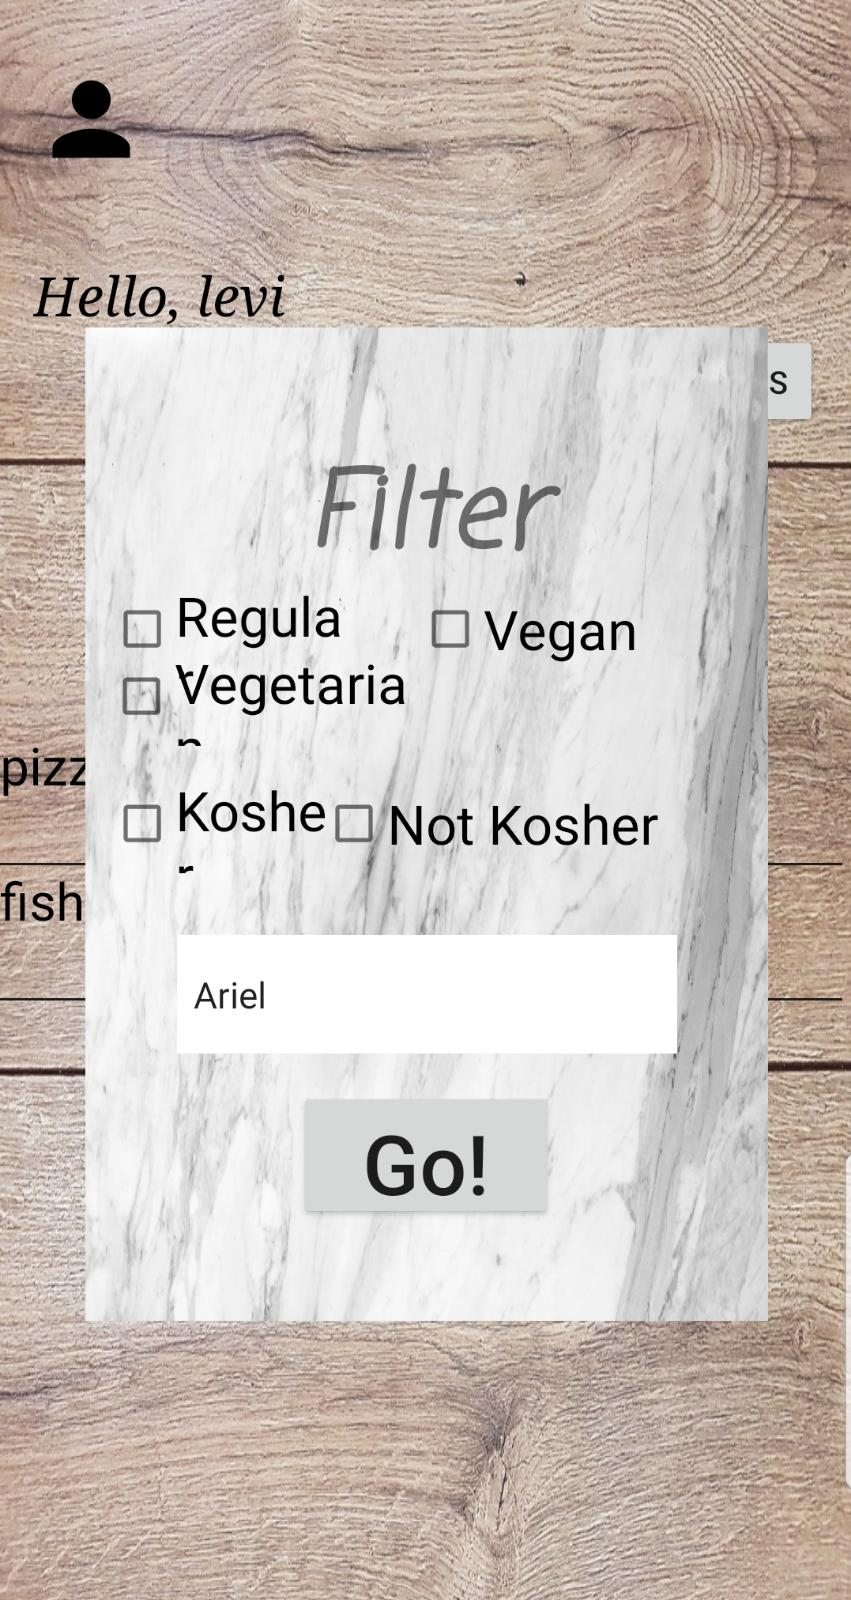 Hello, levi
s
Filter
Regula
r
Vegan
Vegetaria
n
pizz
Koshe
r
Not Kosher
fish
Ariel
Go!